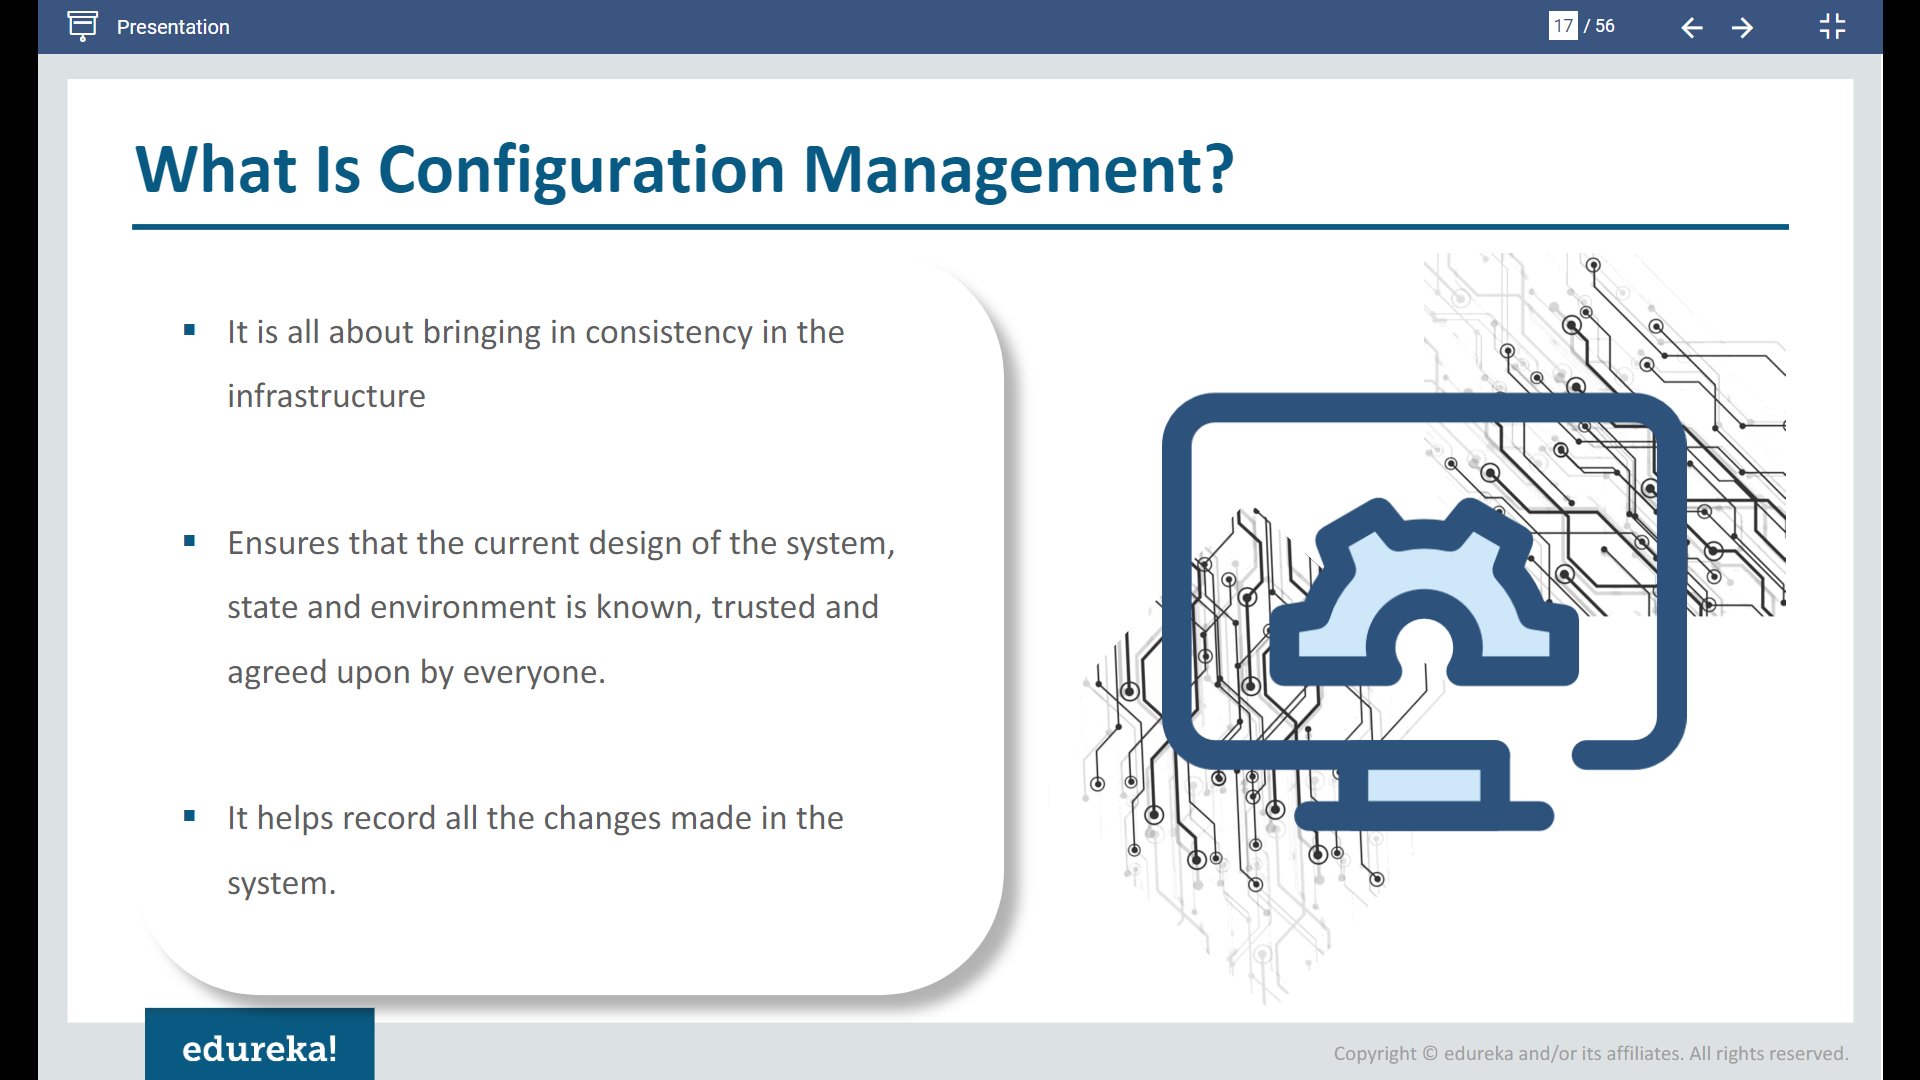 Presentation
17 / 56
What Is Configuration Management?
It is all about bringing in consistency in the
infrastructure
Ensures that the current design of the system,
state and environment is known, trusted and
agreed upon by everyone.
It helps record all the changes made in the
system.
edureka!
Copyright © edureka and/or its affiliates. All rights reserved.